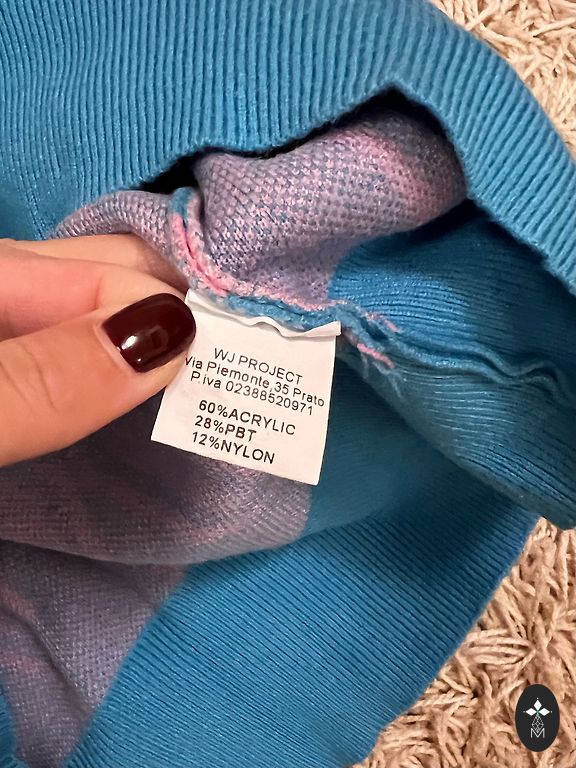 WJ PROJECT
Via Piemonte,35 Prato
P.iva 02388520971
60%ACRYLIC
28%PBT
12%NYLON
M